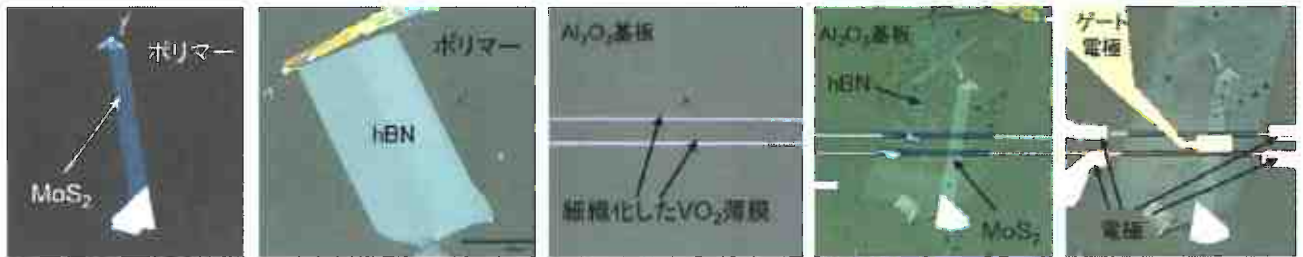 ポリマー
MoS₂
ポリマー
hBN
Al₂O₃基板
細線化したVO₂薄膜
Al₂O₃基板
hBN
MoS₂
ゲート
電極
電極